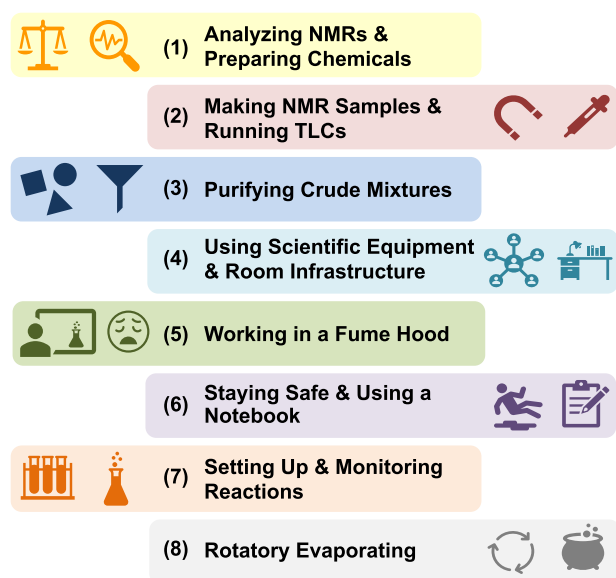 (1) Analyzing NMRs &
Preparing Chemicals
(2) Making NMR Samples &
Running TLCs
(3) Purifying Crude Mixtures
(4) Using Scientific Equipment
& Room Infrastructure
(5) Working in a Fume Hood
(6) Staying Safe & Using a
Notebook
(7) Setting Up & Monitoring
Reactions
(8) Rotatory Evaporating